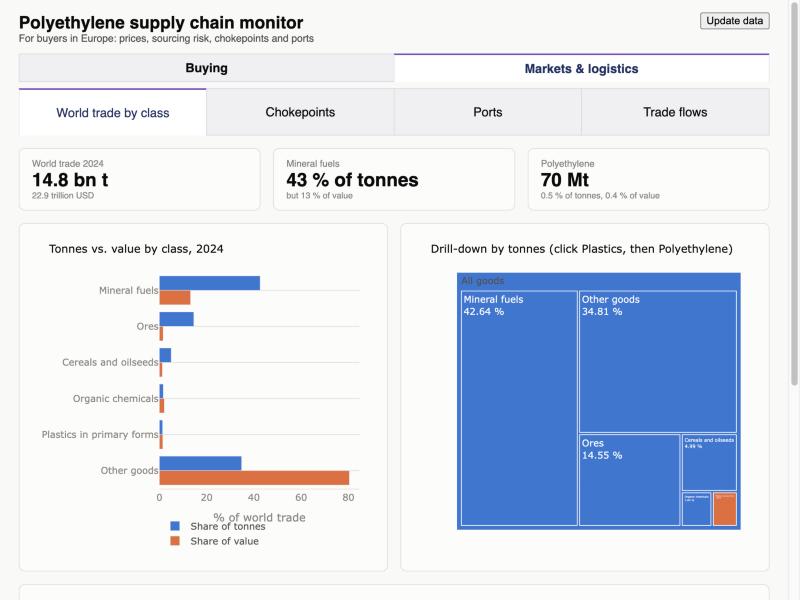 Polyethylene supply chain monitor
Update data
For buyers in Europe: prices, sourcing risk, chokepoints and ports
Buying
Markets & logistics
World trade by class
Chokepoints
Ports
Trade flows
World trade 2024
14.8 bn t
22.9 trillion USD
Mineral fuels
43 % of tonnes
but 13 % of value
Polyethylene
70 Mt
0.5 % of tonnes, 0.4 % of value
Tonnes vs. value by class, 2024
Mineral fuels
Ores
Cereals and oilseeds
Organic chemicals
Plastics in primary forms
Other goods
0 20 40 60 80
% of world trade
Share of tonnes
Share of value
Drill-down by tonnes (click Plastics, then Polyethylene)
All goods
Mineral fuels
42.64 %
Other goods
34.81 %
Ores
14.55 %
Cereals and oilseeds
4.99 %
Organic chemicals